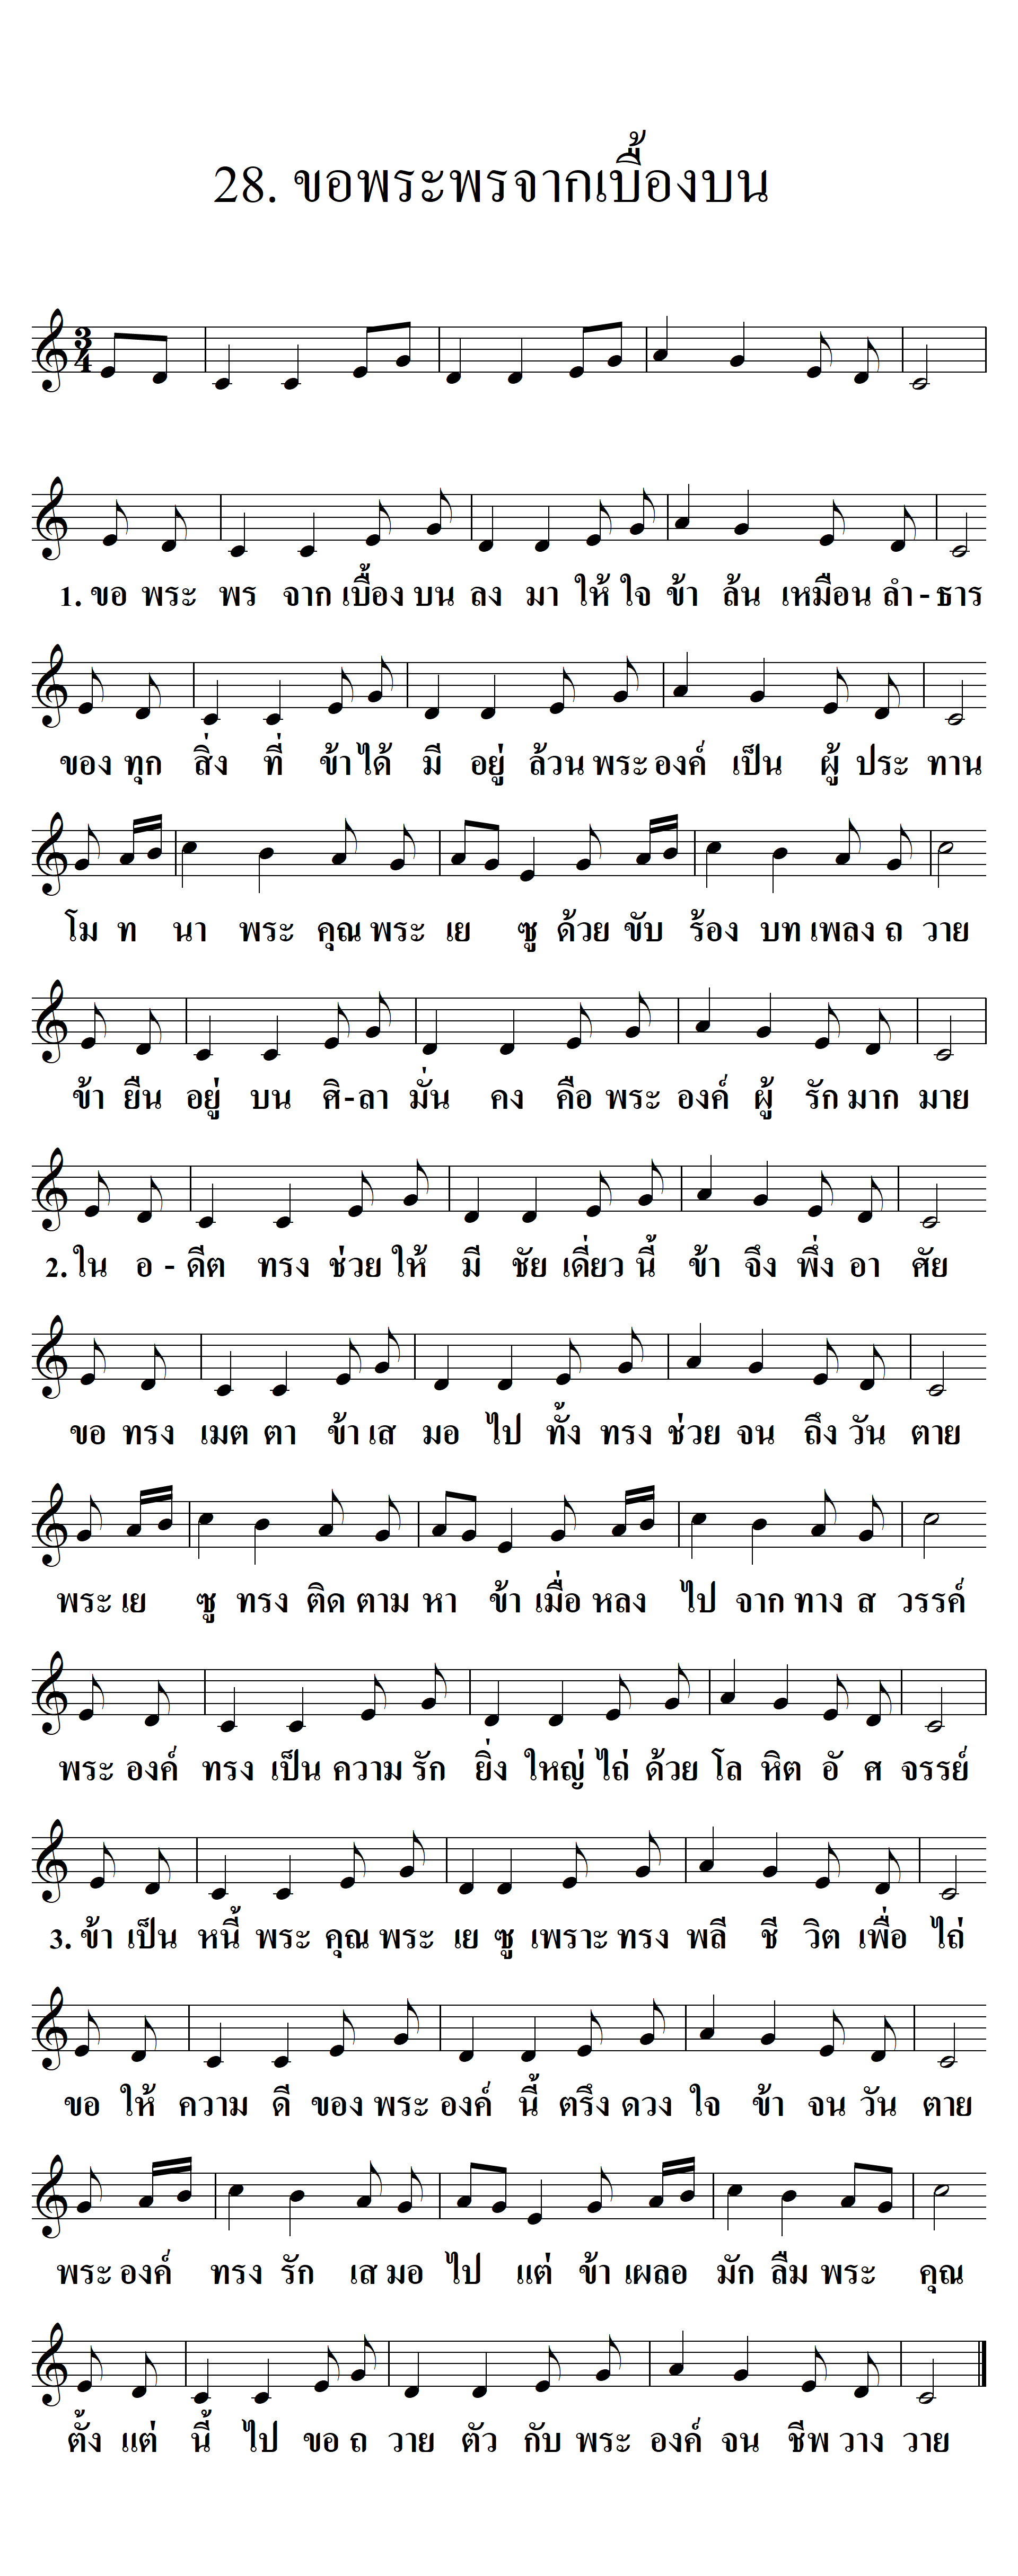 28. ขอพระพรจากเบื้องบน
1. ขอ พระ พร จาก เบื้อง บน ลง มา ให้ ใจ ข้า ล้น เหมือน ลำ - ธาร
ของ ทุก สิ่ง ที่ ข้า ได้ มี อยู่ ล้วน พระ องค์ เป็น ผู้ ประ ทาน
โม ท นา พระ คุณ พระ เย ซู ด้วย ขับ ร้อง บท เพลง ถ วาย
ข้า ยืน อยู่ บน ศิ-ลา มั่น คง คือ พระ องค์ ผู้ รัก มาก มาย
2. ใน อ - ดีต ทรง ช่วย ให้ มี ชัย เดี่ยว นี้ ข้า จึง พึ่ง อา ศัย
ขอ ทรง เมต ตา ข้า เส มอ ไป ทั้ง ทรง ช่วย จน ถึง วัน ตาย
พระ เย ซู ทรง ติด ตาม หา ข้า เมื่อ หลง ไป จาก ทาง ส วรรค์
พระ องค์ ทรง เป็น ความ รัก ยิ่ง ใหญ่ ไถ่ ด้วย โล หิต อั ศ จรรย์
3. ข้า เป็น หนี้ พระ คุณ พระ เย ซู เพราะ ทรง พลี ชี วิต เพื่อ ไถ่
ขอ ให้ ความ ดี ของ พระ องค์ นี้ ตรึง ดวง ใจ ข้า จน วัน ตาย
พระ องค์ ทรง รัก เส มอ ไป แต่ ข้า เผลอ มัก ลืม พระ คุณ
ตั้ง แต่ นี้ ไป ขอ ถ วาย ตัว กับ พระ องค์ จน ชีพ วาง วาย